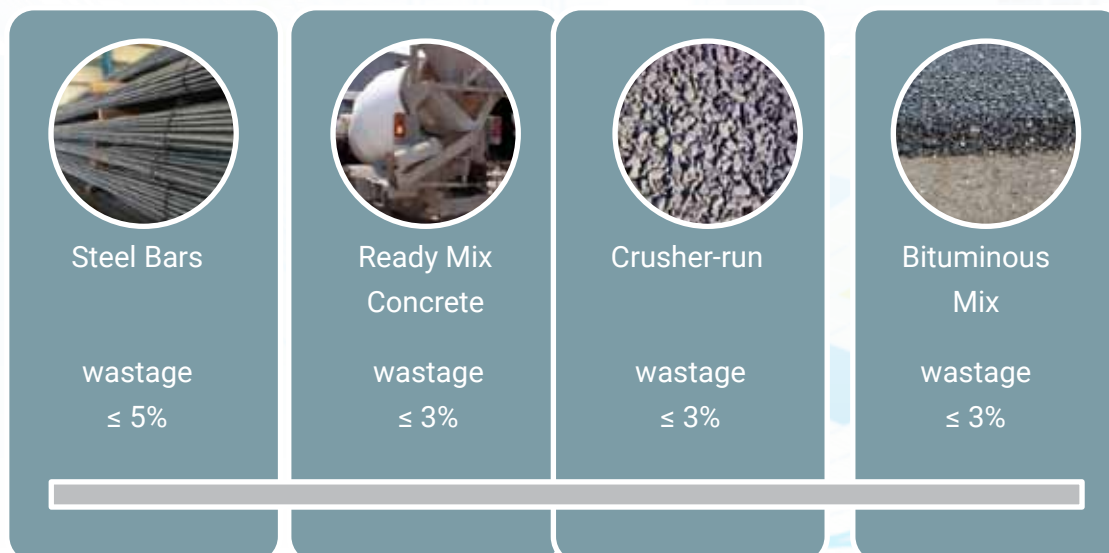 Steel Bars
wastage
≤ 5%
Ready Mix
Concrete
wastage
≤ 3%
Crusher-run
wastage
≤ 3%
Bituminous
Mix
wastage
≤ 3%